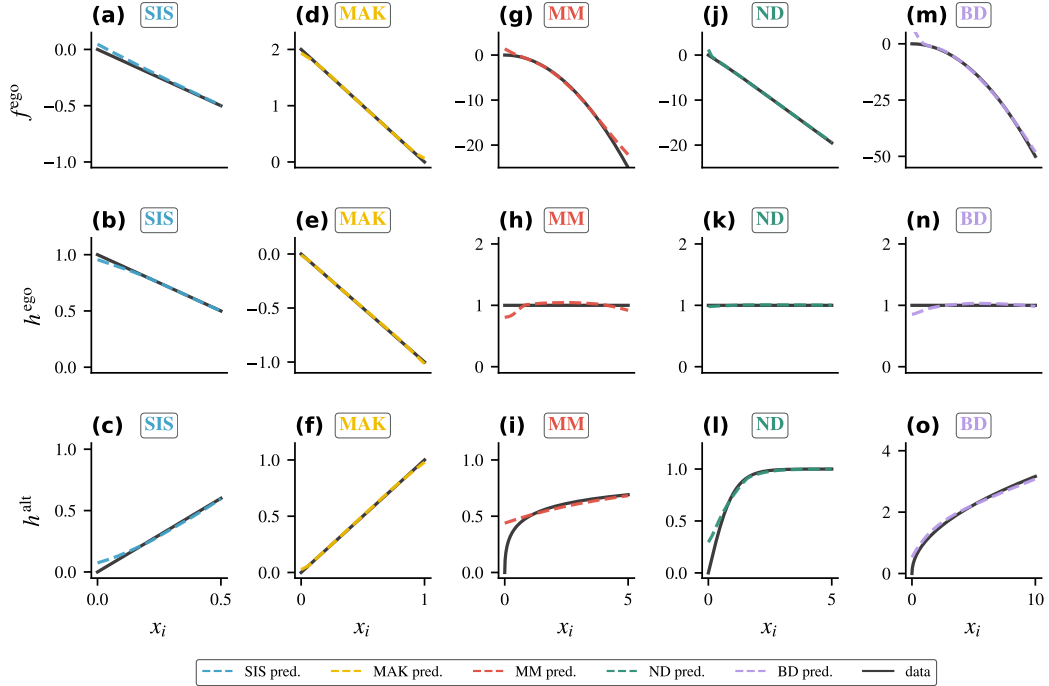 (a) SIS (d) MAK (g) MM (j) ND (m) BD
0.0 2 0 0 0
−0.5 1 −10 −10 −25
−1.0 0 −20 −20 −50
f^ego
(b) SIS (e) MAK (h) MM (k) ND (n) BD
1.0 0.0 2 2 2
0.5 −0.5 1 1 1
0.0 −1.0 0 0 0
h^ego
(c) SIS (f) MAK (i) MM (l) ND (o) BD
1.0 1.0 1.0 1.0 4
0.5 0.5 0.5 0.5 2
0.0 0.0 0.0 0.0 0
h^alt
0.0 0.5 0 1 0 5 0 5 0 10
x_i x_i x_i x_i x_i
SIS pred. MAK pred. MM pred. ND pred. BD pred. data